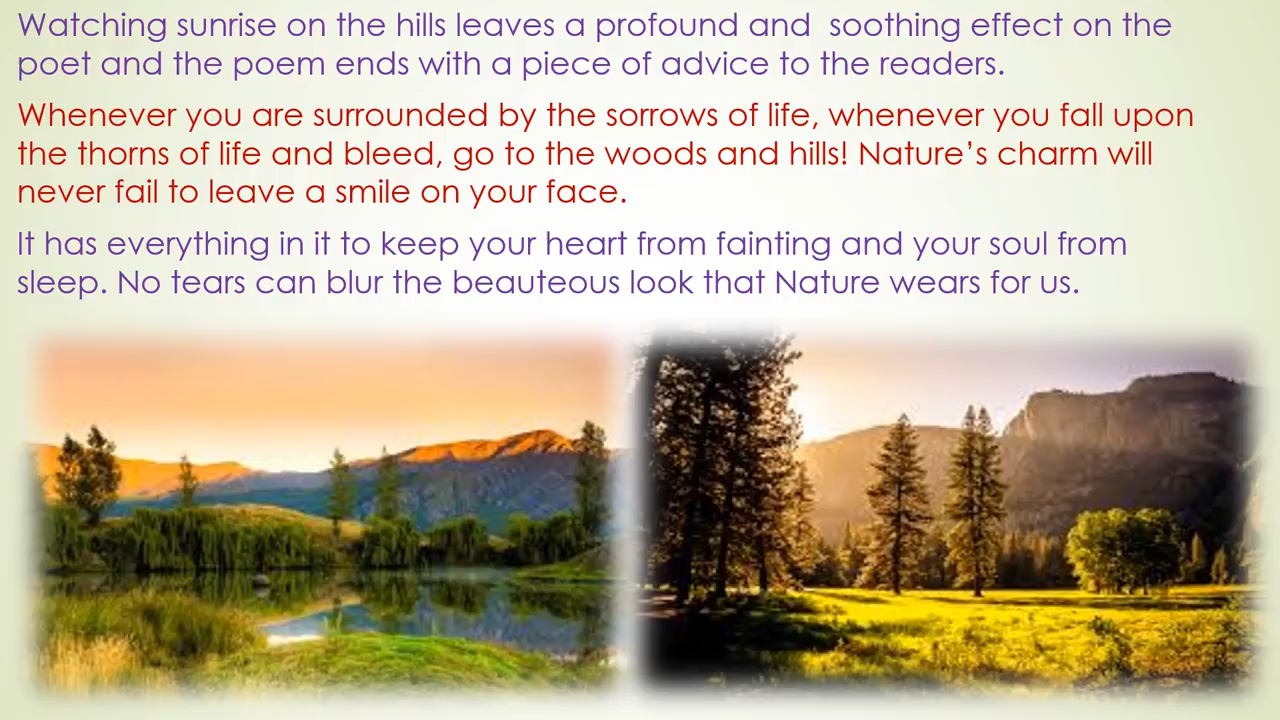 Watching sunrise on the hills leaves a profound and  soothing effect on the
poet and the poem ends with a piece of advice to the readers.
Whenever you are surrounded by the sorrows of life, whenever you fall upon
the thorns of life and bleed, go to the woods and hills! Nature’s charm will
never fail to leave a smile on your face.
It has everything in it to keep your heart from fainting and your soul from
sleep. No tears can blur the beauteous look that Nature wears for us.